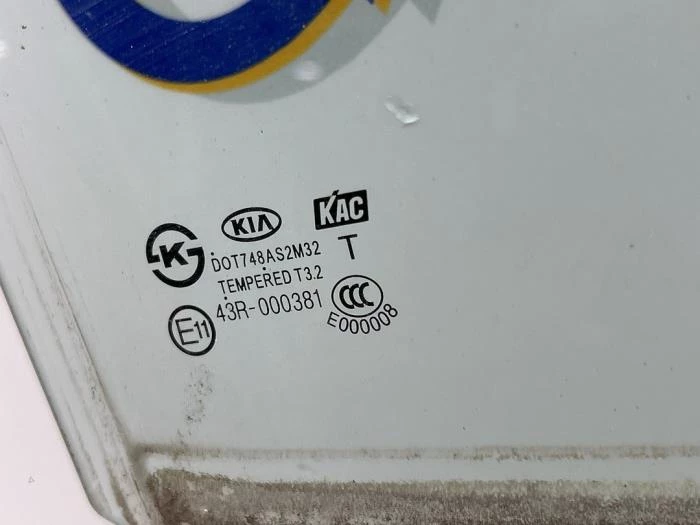 KIA
KAC
K
DOT748AS2M32
T
TEMPERED T3.2
43R-000381
E11
CCC
E000008